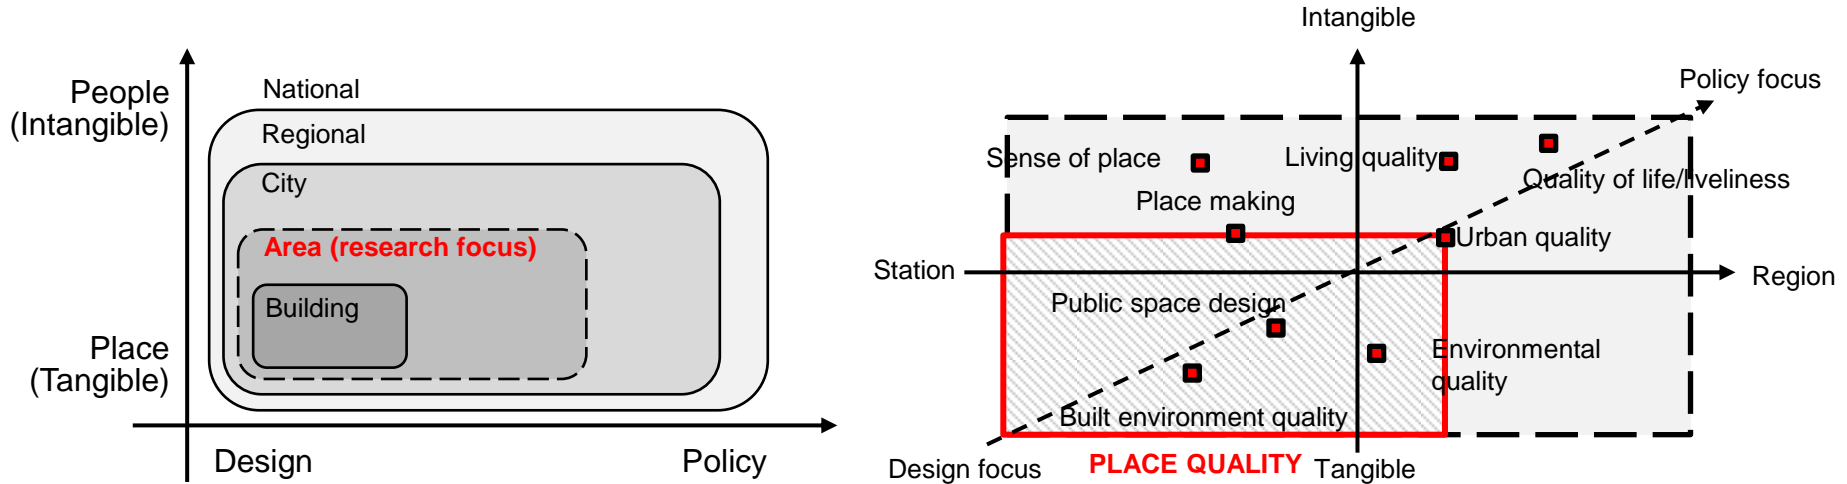 People
(Intangible)
National
Regional
City
Area (research focus)
Building
Place
(Tangible)
Design
Policy
Intangible
Policy focus
Sense of place
Living quality
Quality of life/liveliness
Place making
Urban quality
Station
Region
Public space design
Environmental
quality
Built environment quality
Design focus
PLACE QUALITY
Tangible